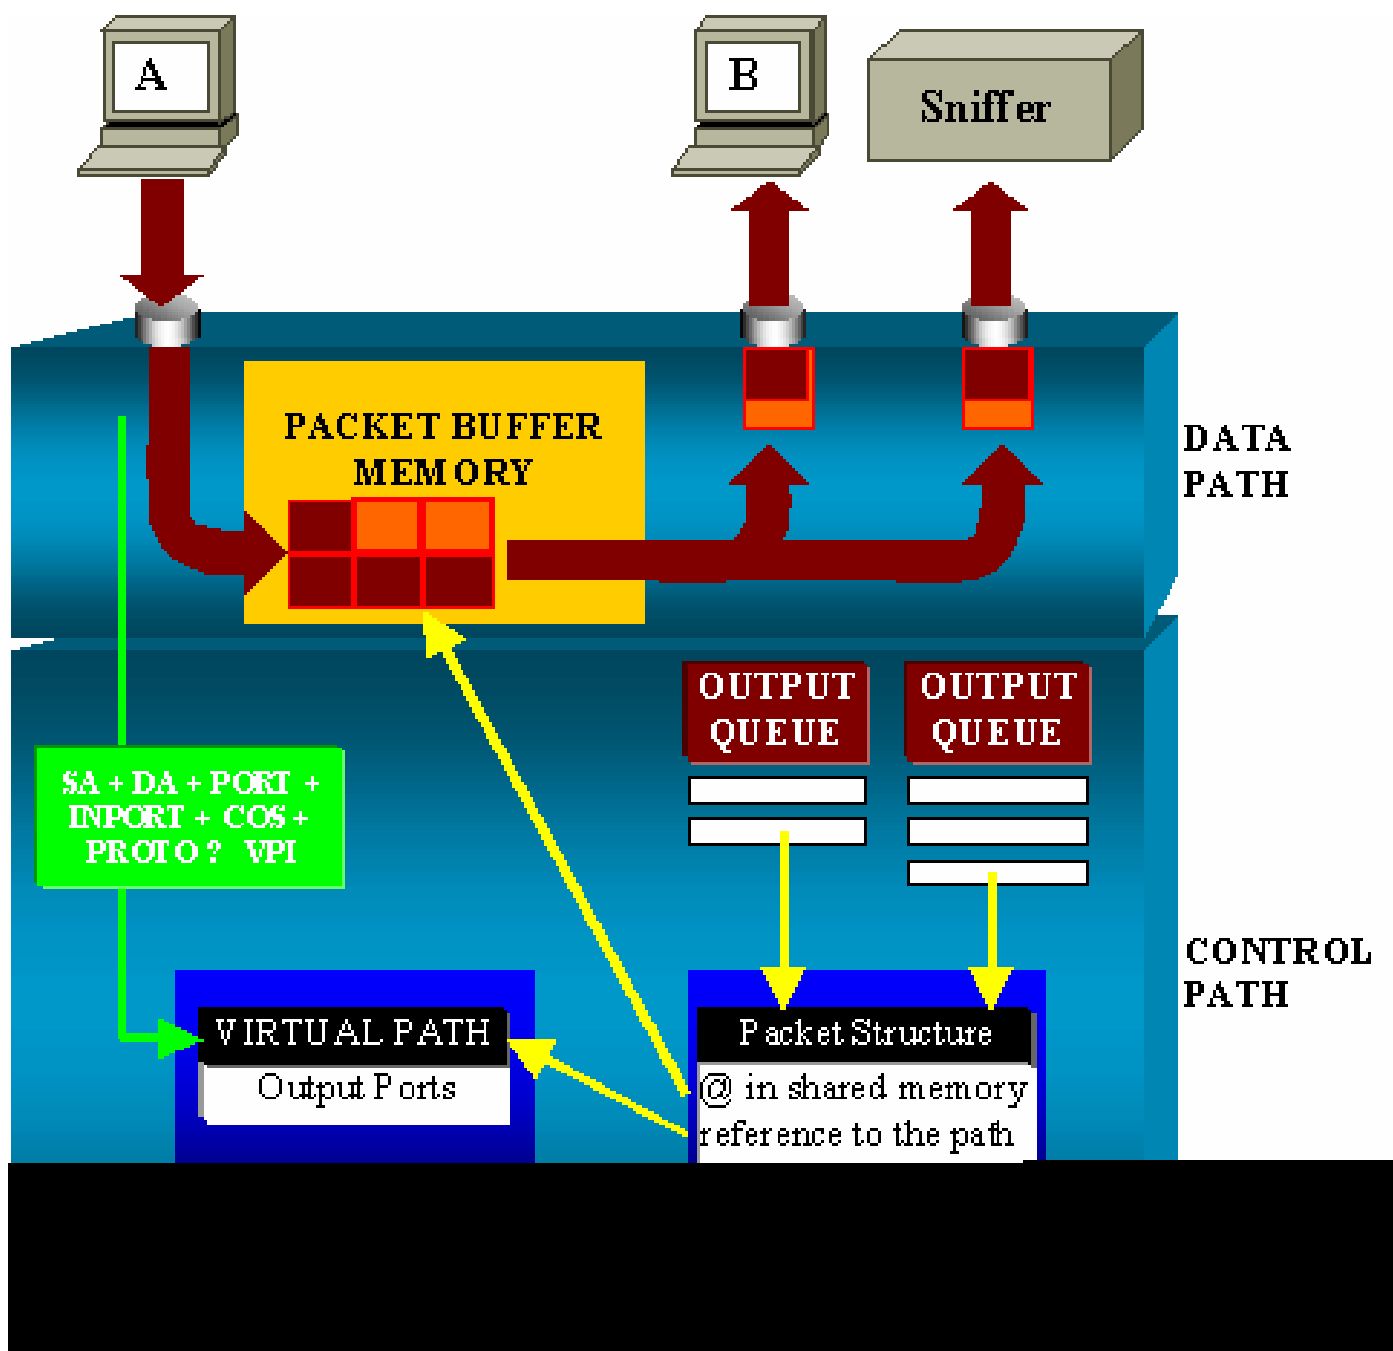 A
B
Sniffer
PACKET BUFFER
MEMORY
DATA
PATH
OUTPUT
QUEUE
OUTPUT
QUEUE
SA + DA + PORT +
INPORT + COS +
PROTO ? VPI
CONTROL
PATH
VIRTUAL PATH
Output Ports
Packet Structure
@ in shared memory
reference to the path